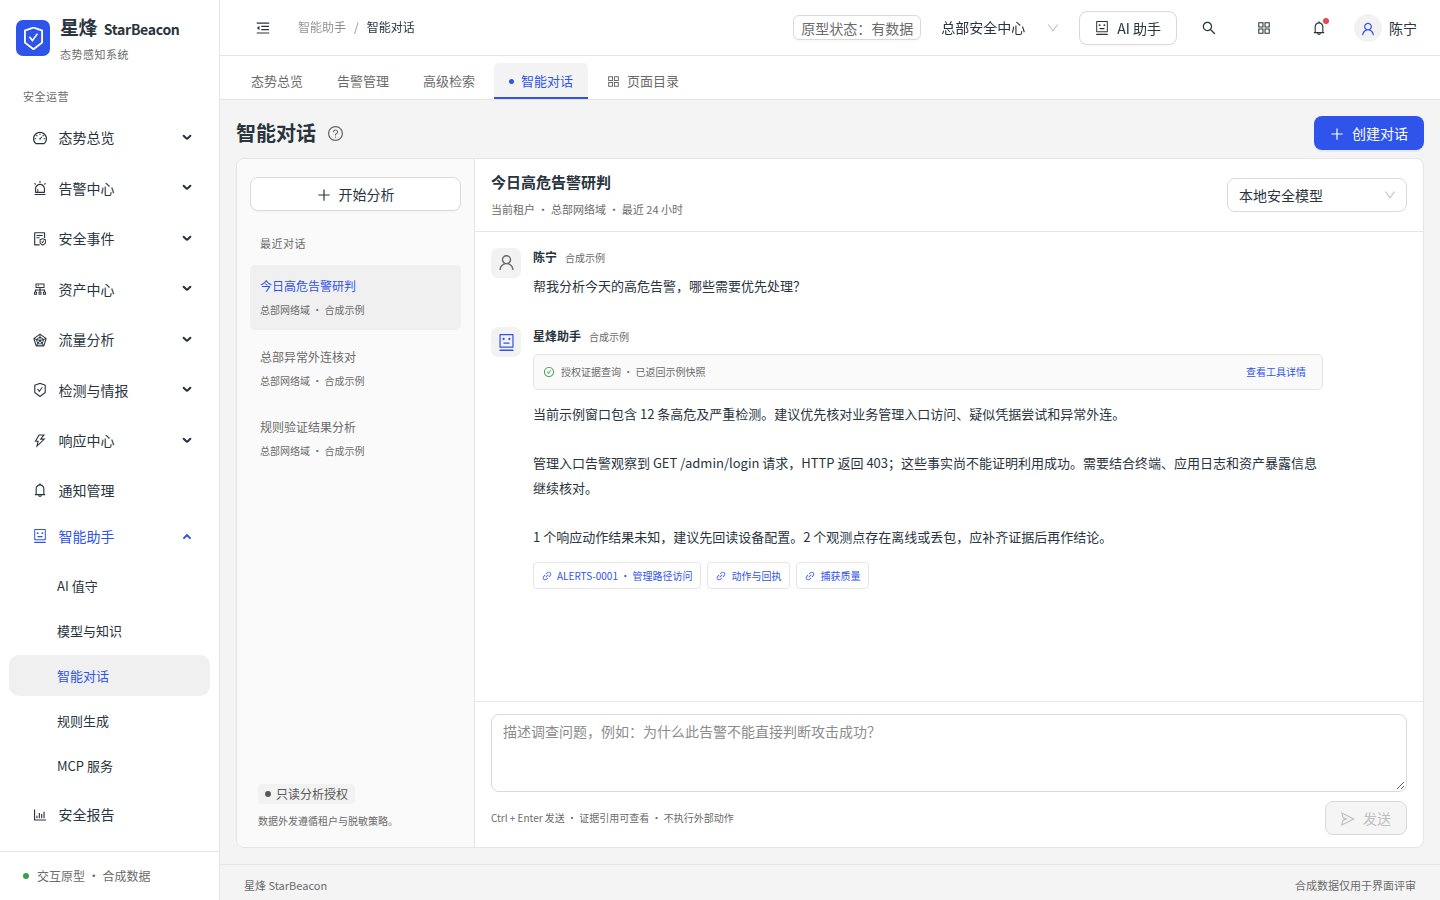 星烽 StarBeacon
态势感知系统
安全运营
态势总览
告警中心
安全事件
资产中心
流量分析
检测与情报
响应中心
通知管理
智能助手
AI 值守
模型与知识
智能对话
规则生成
MCP 服务
安全报告
交互原型 · 合成数据
智能助手 / 智能对话
原型状态：有数据
总部安全中心
AI 助手
陈宁
态势总览
告警管理
高级检索
智能对话
页面目录
智能对话
创建对话
开始分析
最近对话
今日高危告警研判
总部网络域 · 合成示例
总部异常外连核对
总部网络域 · 合成示例
规则验证结果分析
总部网络域 · 合成示例
只读分析授权
数据外发遵循租户与脱敏策略。
今日高危告警研判
当前租户 · 总部网络域 · 最近 24 小时
本地安全模型
陈宁 合成示例
帮我分析今天的高危告警，哪些需要优先处理？
星烽助手 合成示例
授权证据查询 · 已返回示例快照
查看工具详情
当前示例窗口包含 12 条高危及严重检测。建议优先核对业务管理入口访问、疑似凭据尝试和异常外连。
管理入口告警观察到 GET /admin/login 请求，HTTP 返回 403；这些事实尚不能证明利用成功。需要结合终端、应用日志和资产暴露信息
继续核对。
1 个响应动作结果未知，建议先回读设备配置。2 个观测点存在离线或丢包，应补齐证据后再作结论。
ALERTS-0001 · 管理路径访问
动作与回执
捕获质量
描述调查问题，例如：为什么此告警不能直接判断攻击成功？
Ctrl + Enter 发送 · 证据引用可查看 · 不执行外部动作
发送
星烽 StarBeacon
合成数据仅用于界面评审